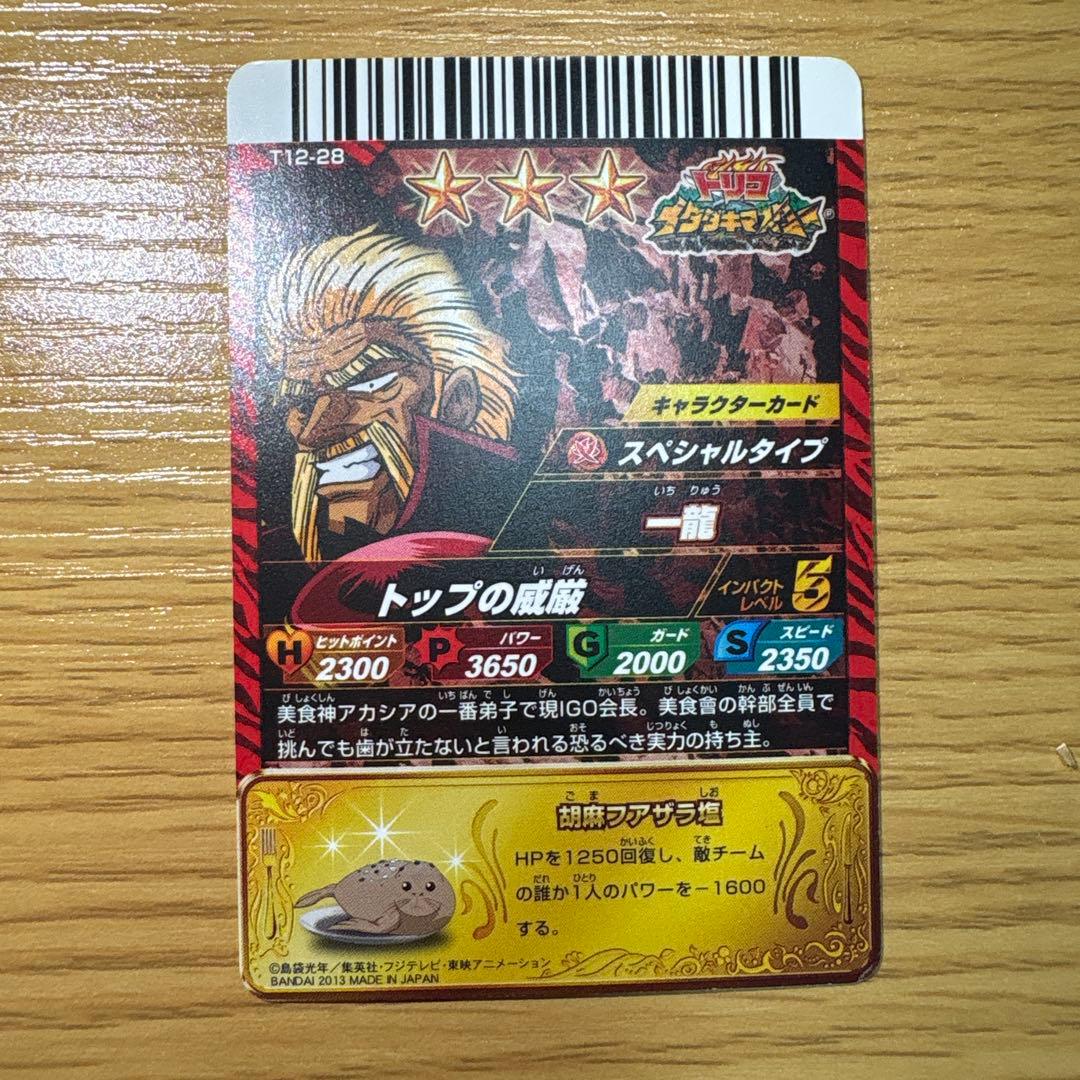 T12-28
トリコ
イタダキマスター
キャラクターカード
スペシャルタイプ
いち りゅう
一龍
い げん
トップの威厳
インパクト
レベル 5
H ヒットポイント 2300
P パワー 3650
G ガード 2000
S スピード 2350
びしょくしん いちばんでし げん かいちょう びしょくかい かんぶ ぜんいん
美食神アカシアの一番弟子で現IGO会長。美食會の幹部全員で
いど は た い おそ じつりょく も ぬし
挑んでも歯が立たないと言われる恐るべき実力の持ち主。
ごま しお
胡麻フアザラ塩
かいふく てき
HPを1250回復し、敵チーム
だれ ひとり
の誰か1人のパワーを－1600
する。
©島袋光年／集英社・フジテレビ・東映アニメーション
BANDAI 2013 MADE IN JAPAN